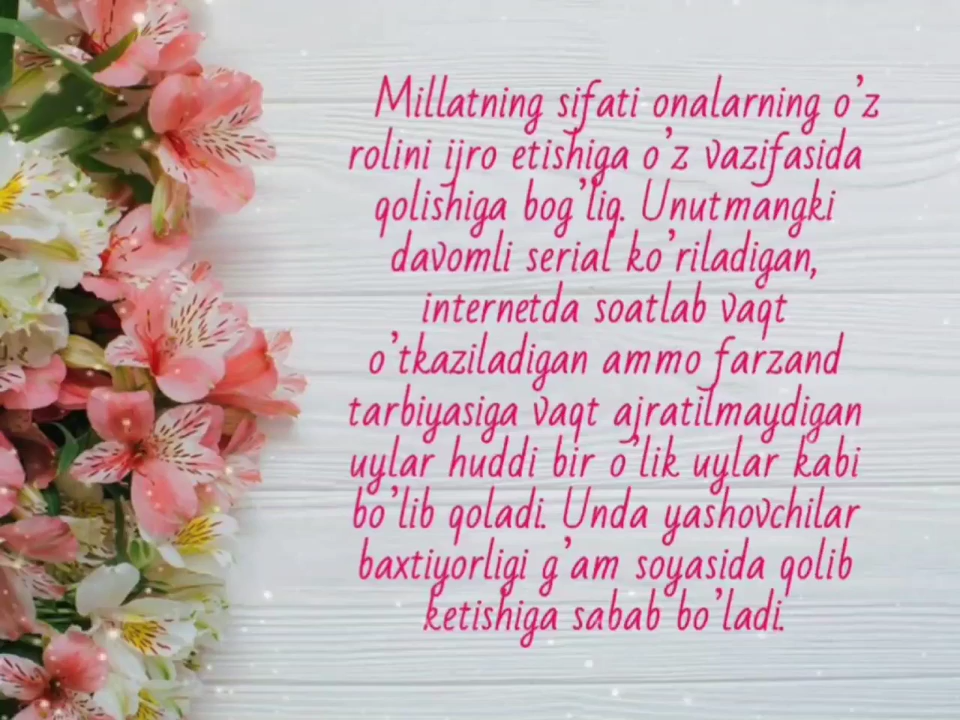 Millatning sifati onalarning o'z
rolini ijro etishiga o'z vazifasida
qolishiga bog'liq. Unutmangki
davomli serial ko'riladigan,
internetda soatlab vaqt
o'tkaziladigan ammo farzand
tarbiyasiga vaqt ajratilmaydigan
uylar huddi bir o'lik uylar kabi
bo'lib qoladi. Unda yashovchilar
baxtiyorligi g'am soyasida qolib
ketishiga sabab bo'ladi.